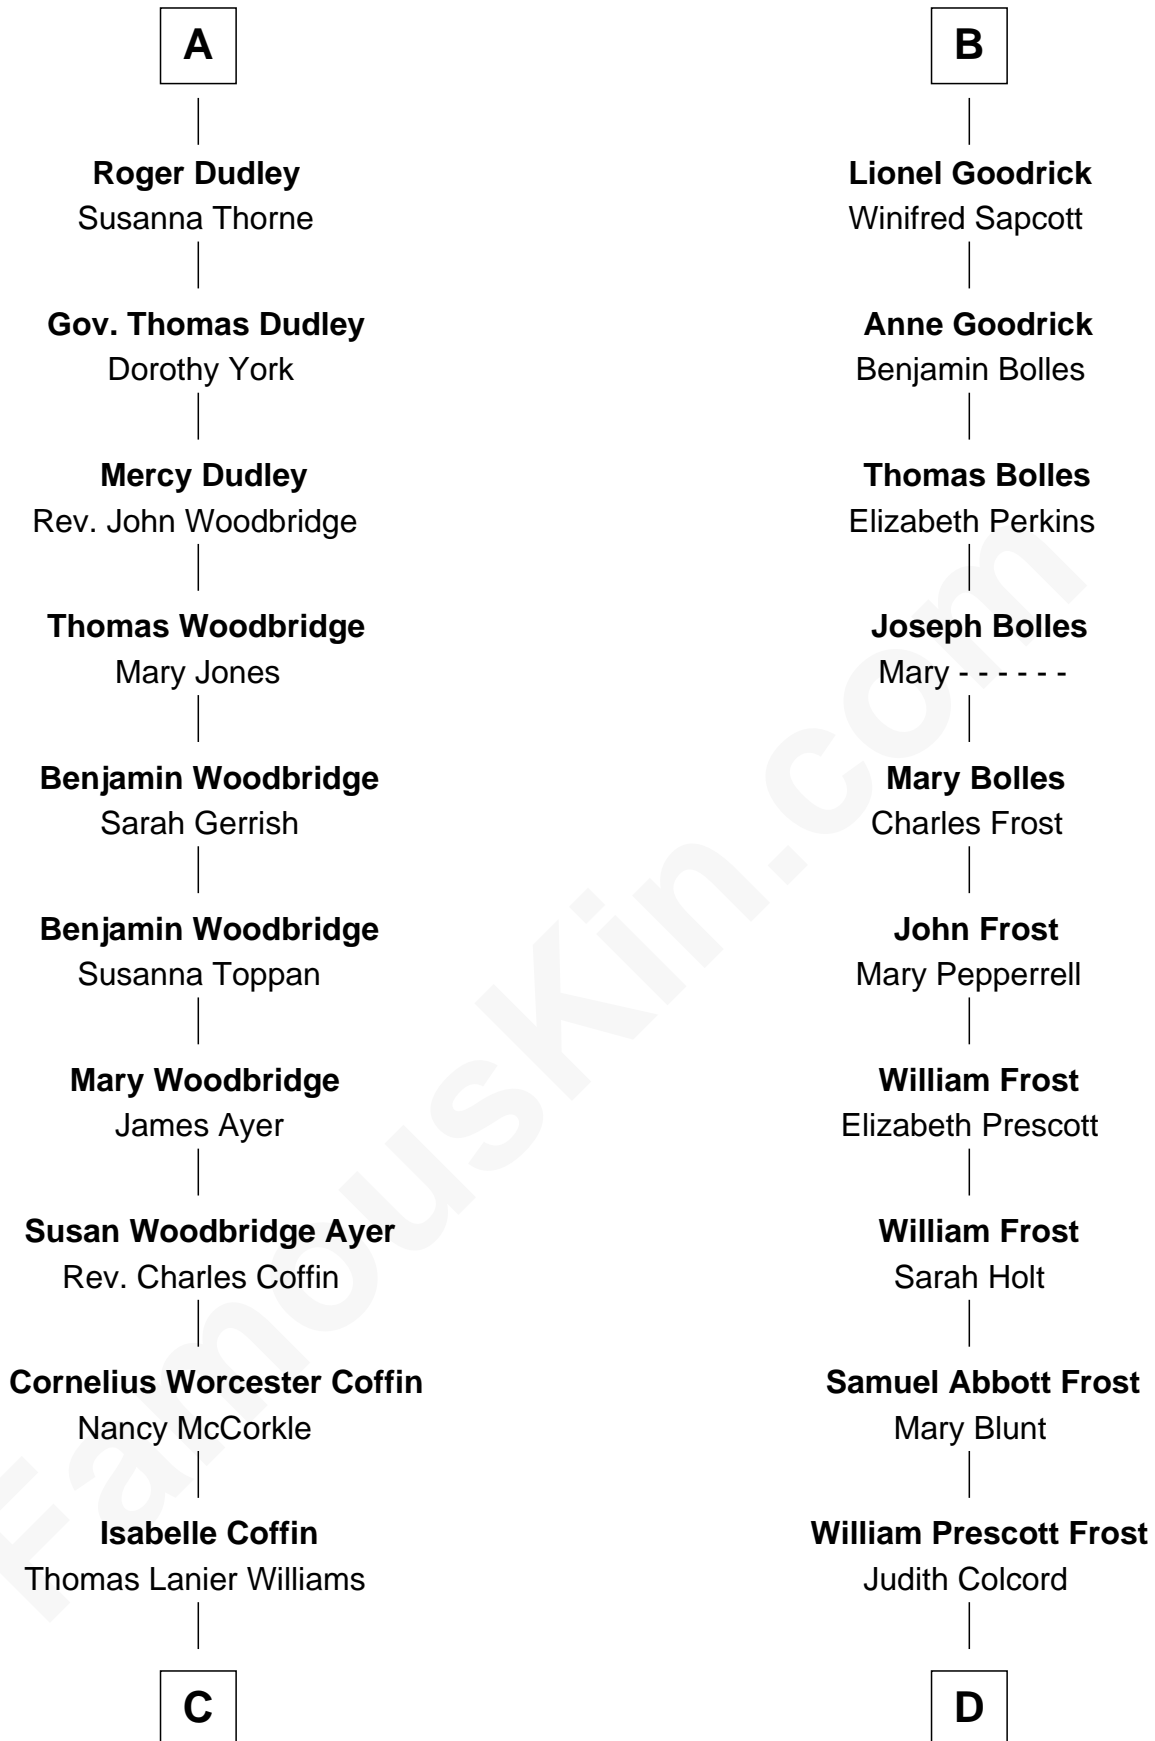 A
Roger Dudley
Susanna Thorne
Gov. Thomas Dudley
Dorothy York
Mercy Dudley
Rev. John Woodbridge
Thomas Woodbridge
Mary Jones
Benjamin Woodbridge
Sarah Gerrish
Benjamin Woodbridge
Susanna Toppan
Mary Woodbridge
James Ayer
Susan Woodbridge Ayer
Rev. Charles Coffin
Cornelius Worcester Coffin
Nancy McCorkle
Isabelle Coffin
Thomas Lanier Williams
C
B
Lionel Goodrick
Winifred Sapcott
Anne Goodrick
Benjamin Bolles
Thomas Bolles
Elizabeth Perkins
Joseph Bolles
Mary - - - - - -
Mary Bolles
Charles Frost
John Frost
Mary Pepperrell
William Frost
Elizabeth Prescott
William Frost
Sarah Holt
Samuel Abbott Frost
Mary Blunt
William Prescott Frost
Judith Colcord
D
FamousKin.com